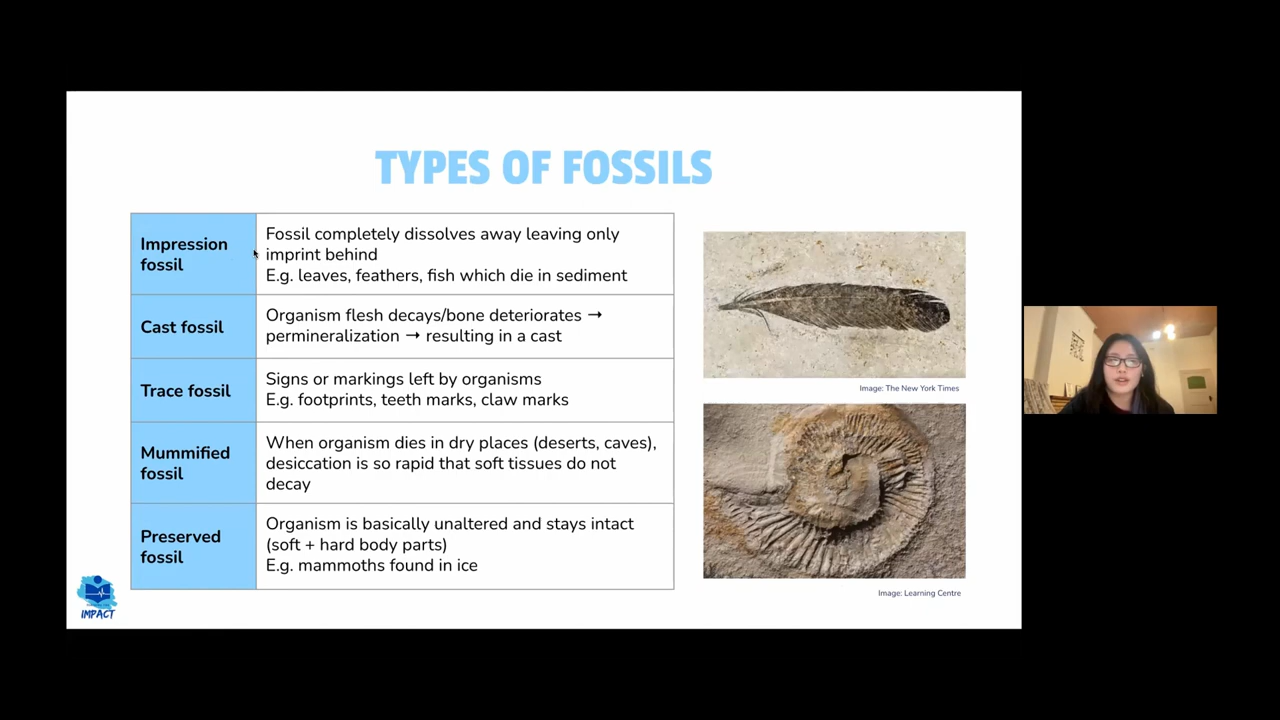 TYPES OF FOSSILS
Impression
fossil
Fossil completely dissolves away leaving only
imprint behind
E.g. leaves, feathers, fish which die in sediment
Cast fossil
Organism flesh decays/bone deteriorates →
permineralization → resulting in a cast
Trace fossil
Signs or markings left by organisms
E.g. footprints, teeth marks, claw marks
Mummified
fossil
When organism dies in dry places (deserts, caves),
desiccation is so rapid that soft tissues do not
decay
Preserved
fossil
Organism is basically unaltered and stays intact
(soft + hard body parts)
E.g. mammoths found in ice
Image: The New York Times
Image: Learning Centre
IMPACT